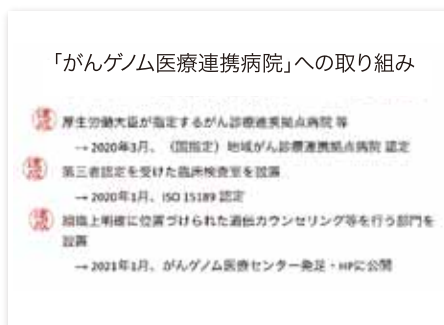 「がんゲノム医療連携病院」への取り組み
達成
厚生労働大臣が指定するがん診療連携拠点病院 等
→ 2020年3月、（国指定）地域がん診療連携拠点病院 認定
達成
第三者認定を受けた臨床検査室を設置
→ 2020年1月、ISO 15189 認定
達成
組織上明確に位置づけられた遺伝カウンセリング等を行う部門を
設置
→ 2021年1月、がんゲノム医療センター発足・HPに公開